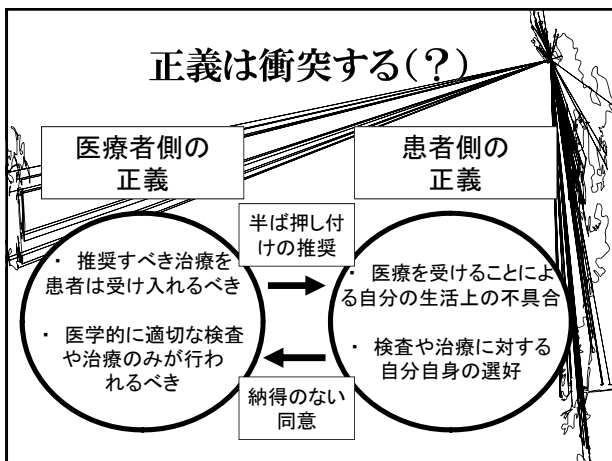 正義は衝突する(？)
医療者側の
正義
患者側の
正義
半ば押し付
けの推奨
・ 推奨すべき治療を
患者は受け入れるべき
・ 医学的に適切な検査
や治療のみが行わ
れるべき
・ 医療を受けることによ
る自分の生活上の不具合
・ 検査や治療に対する
自分自身の選好
納得のない
同意